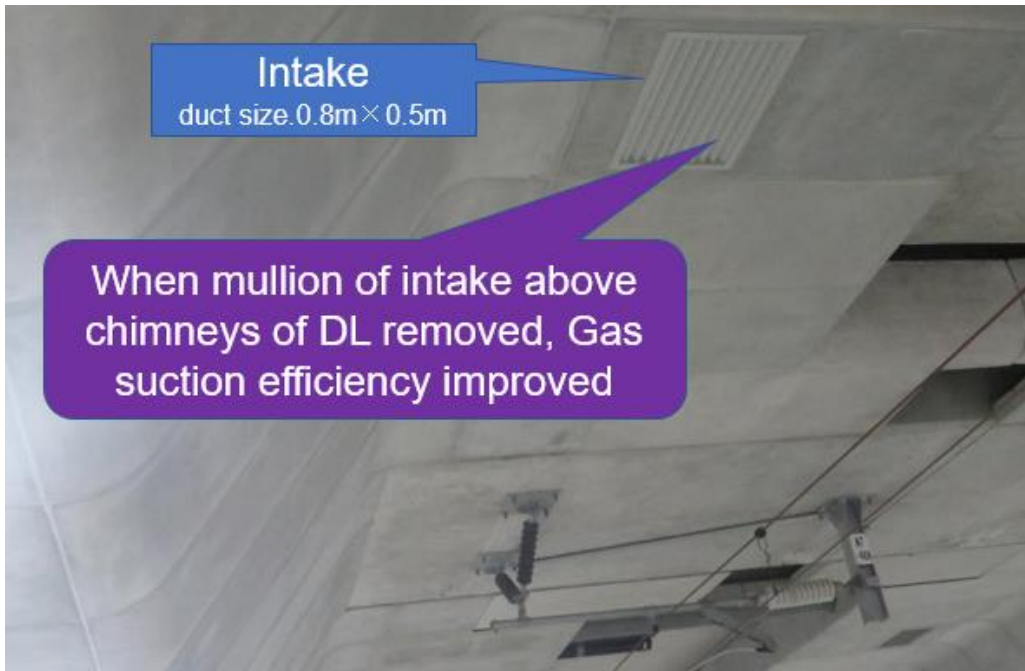 Intake
duct size.0.8m×0.5m
When mullion of intake above
chimneys of DL removed, Gas
suction efficiency improved